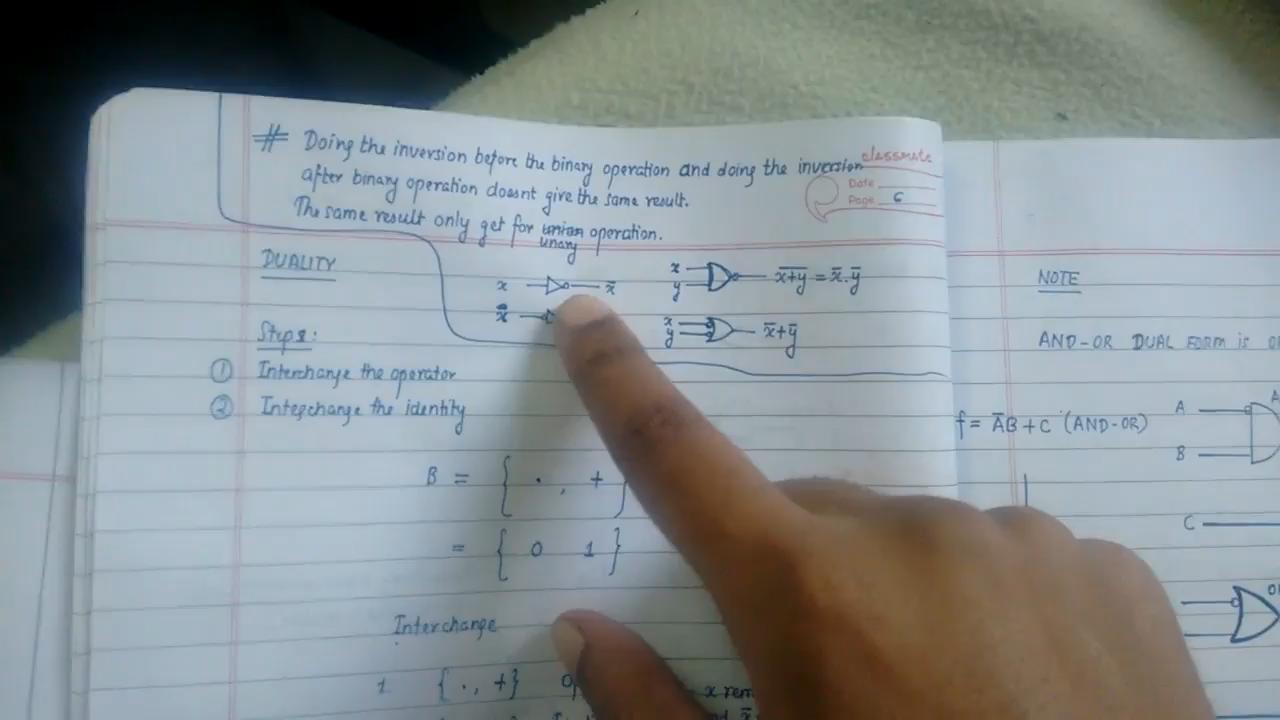 # Doing the inversion before the binary operation and doing the inversion
after binary operation doesnt give the same result.
The same result only get for unary operation.
classmate
Date
Page 6
DUALITY
x x̅
x
y
x̅+̅y̅ = x̅.y̅
x
y
x̅+y̅
Steps:
① Interchange the operator
② Interchange the identity
B = { . , + }
= { 0 1 }
Interchange
1 { . , + }
NOTE
AND-OR DUAL FORM IS
f = A̅B + C (AND-OR)
A
B
C